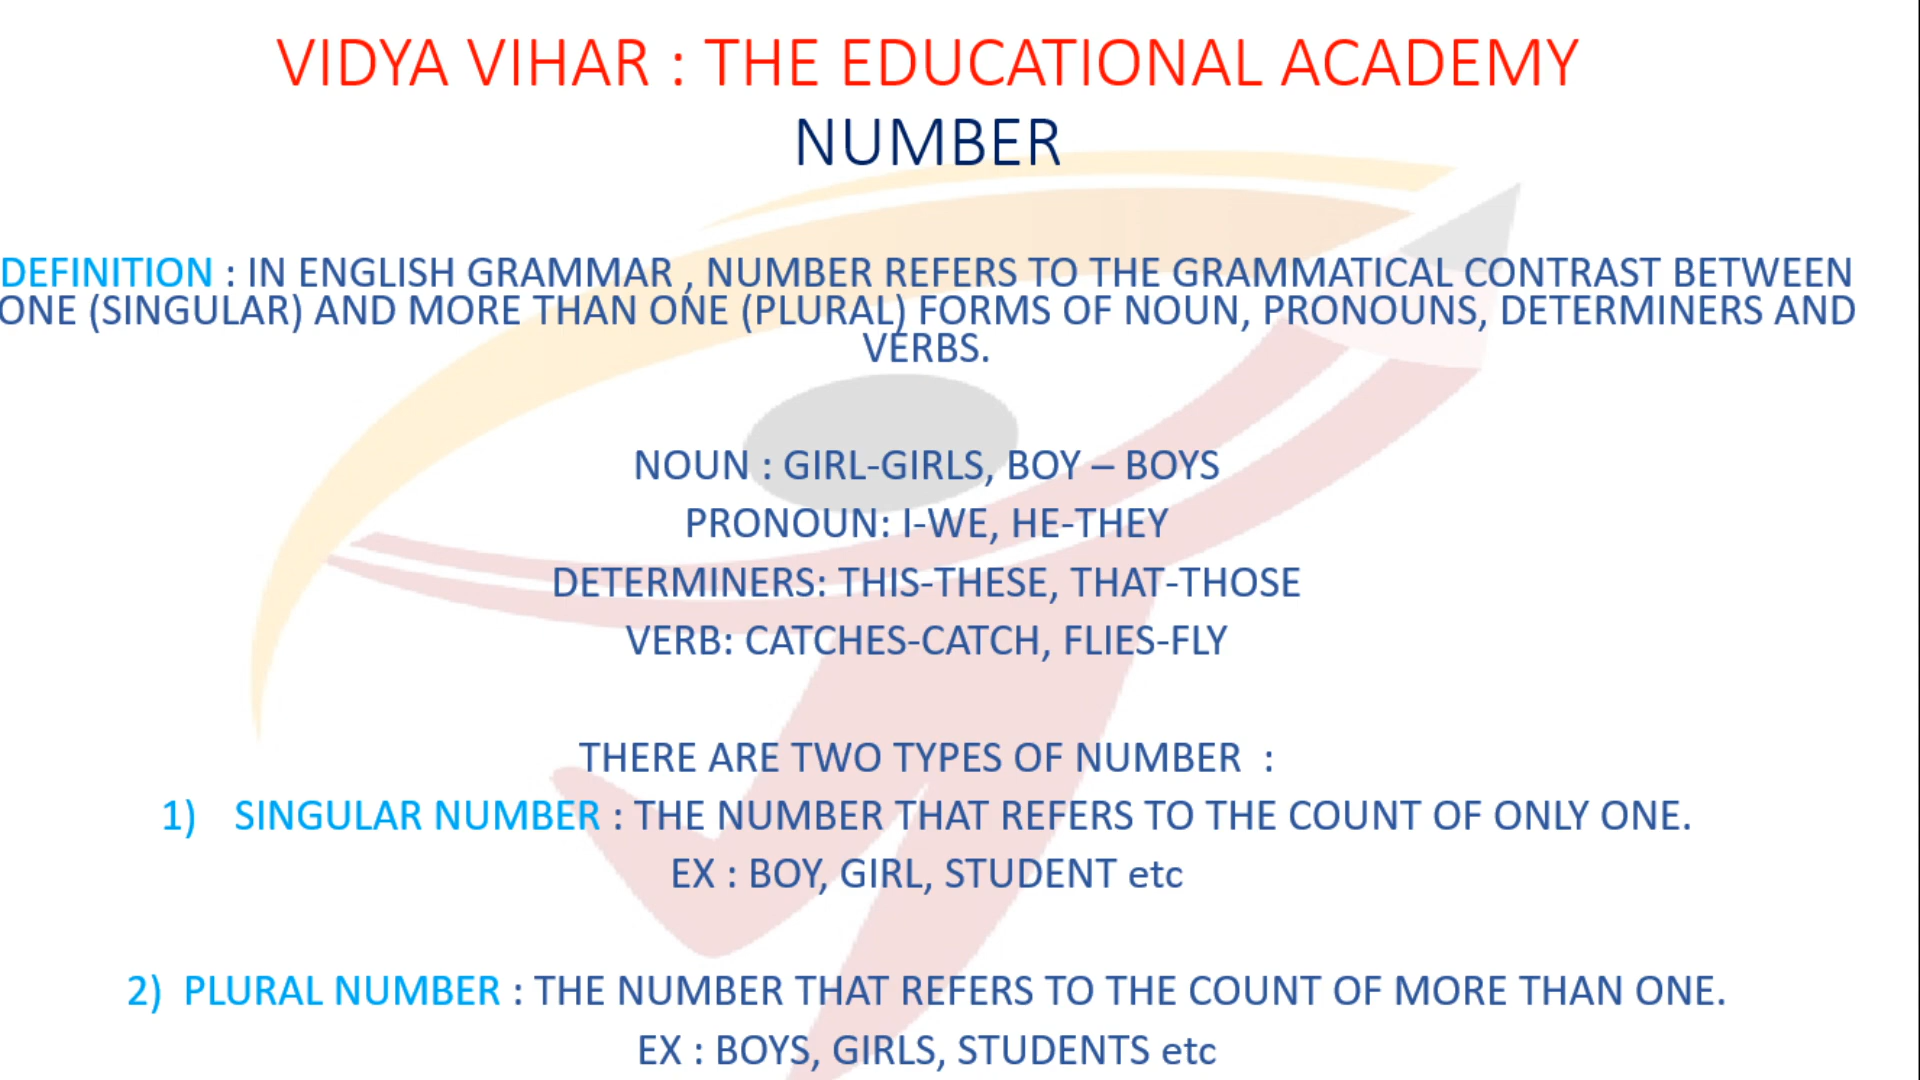 VIDYA VIHAR : THE EDUCATIONAL ACADEMY
NUMBER
DEFINITION : IN ENGLISH GRAMMAR , NUMBER REFERS TO THE GRAMMATICAL CONTRAST BETWEEN
ONE (SINGULAR) AND MORE THAN ONE (PLURAL) FORMS OF NOUN, PRONOUNS, DETERMINERS AND
VERBS.
NOUN : GIRL-GIRLS, BOY – BOYS
PRONOUN: I-WE, HE-THEY
DETERMINERS: THIS-THESE, THAT-THOSE
VERB: CATCHES-CATCH, FLIES-FLY
THERE ARE TWO TYPES OF NUMBER :
1) SINGULAR NUMBER : THE NUMBER THAT REFERS TO THE COUNT OF ONLY ONE.
EX : BOY, GIRL, STUDENT etc
2) PLURAL NUMBER : THE NUMBER THAT REFERS TO THE COUNT OF MORE THAN ONE.
EX : BOYS, GIRLS, STUDENTS etc